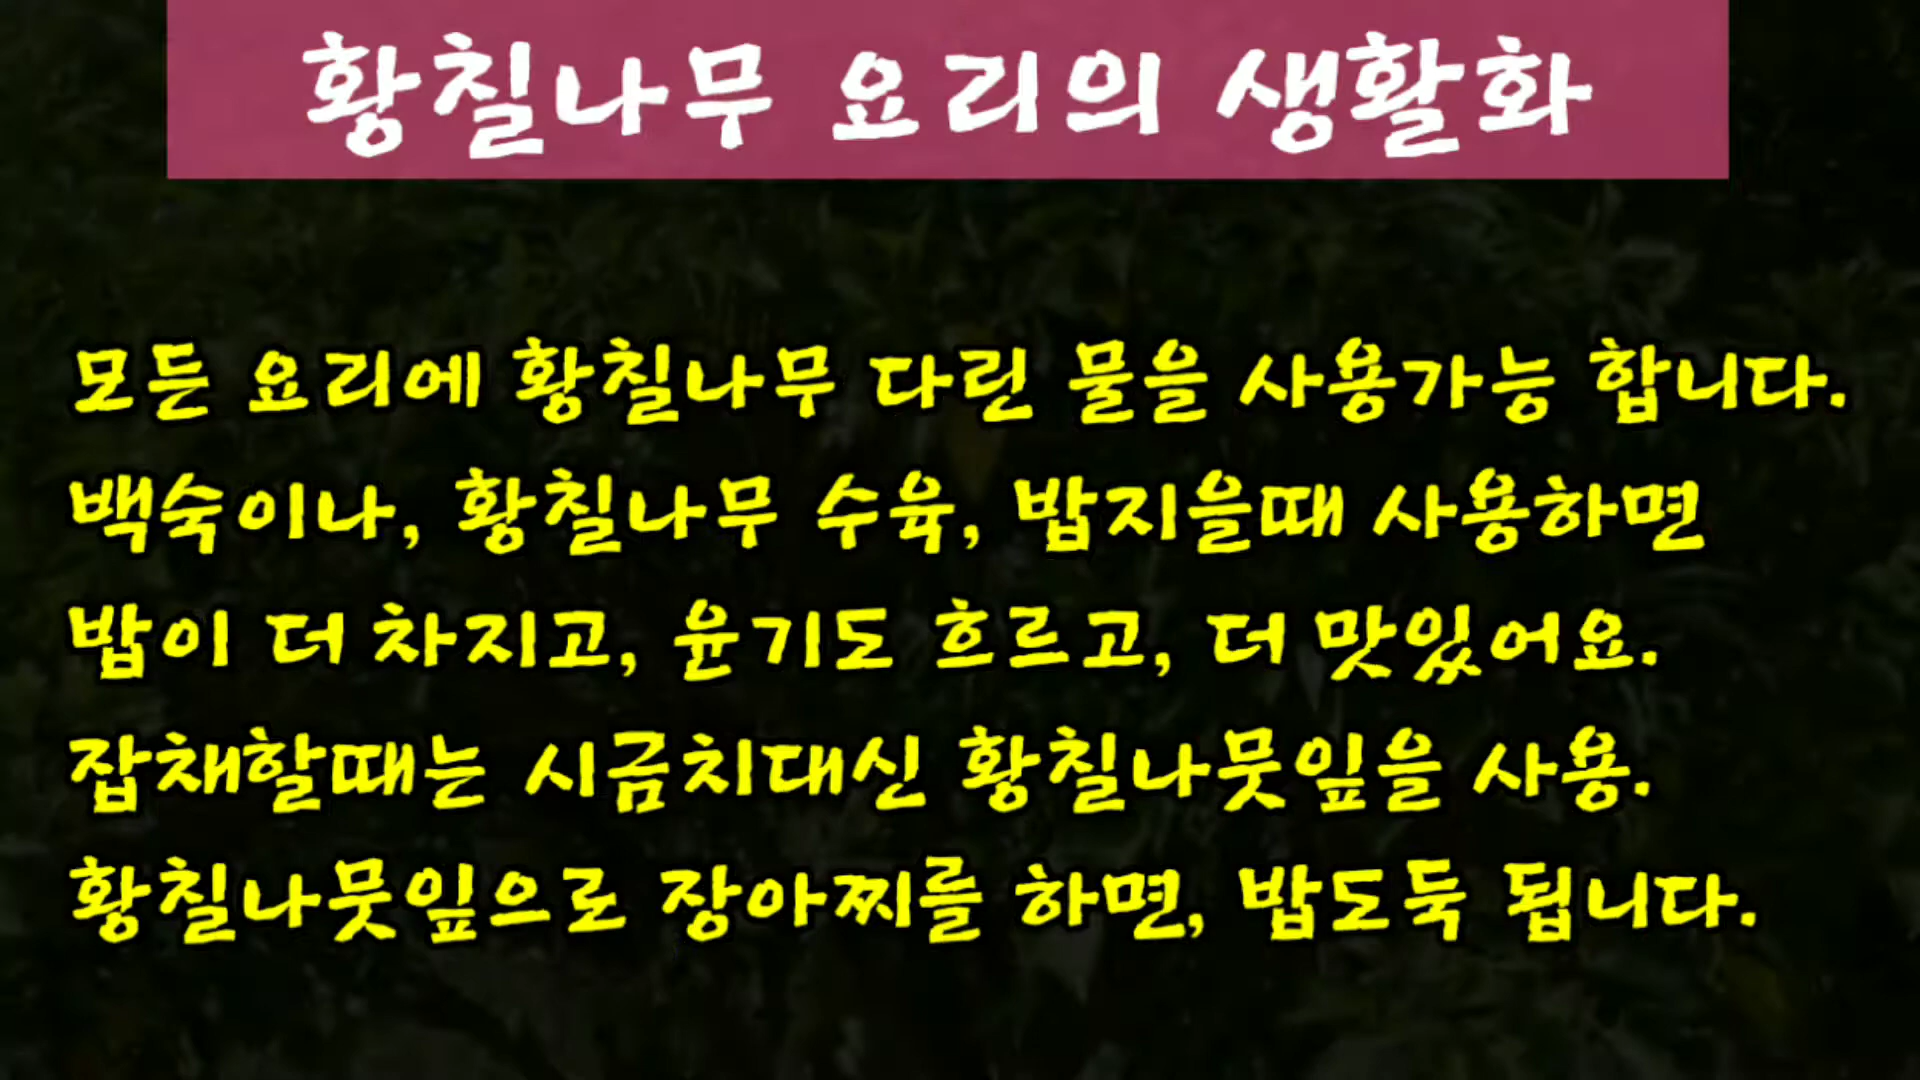 황칠나무 요리의 생활화
모든 요리에 황칠나무 다린 물을 사용가능 합니다.
백숙이나, 황칠나무 수육, 밥지을때 사용하면
밥이 더 차지고, 윤기도 흐르고, 더 맛있어요.
잡채할때는 시금치대신 황칠나뭇잎을 사용.
황칠나뭇잎으로 장아찌를 하면, 밥도둑 됩니다.